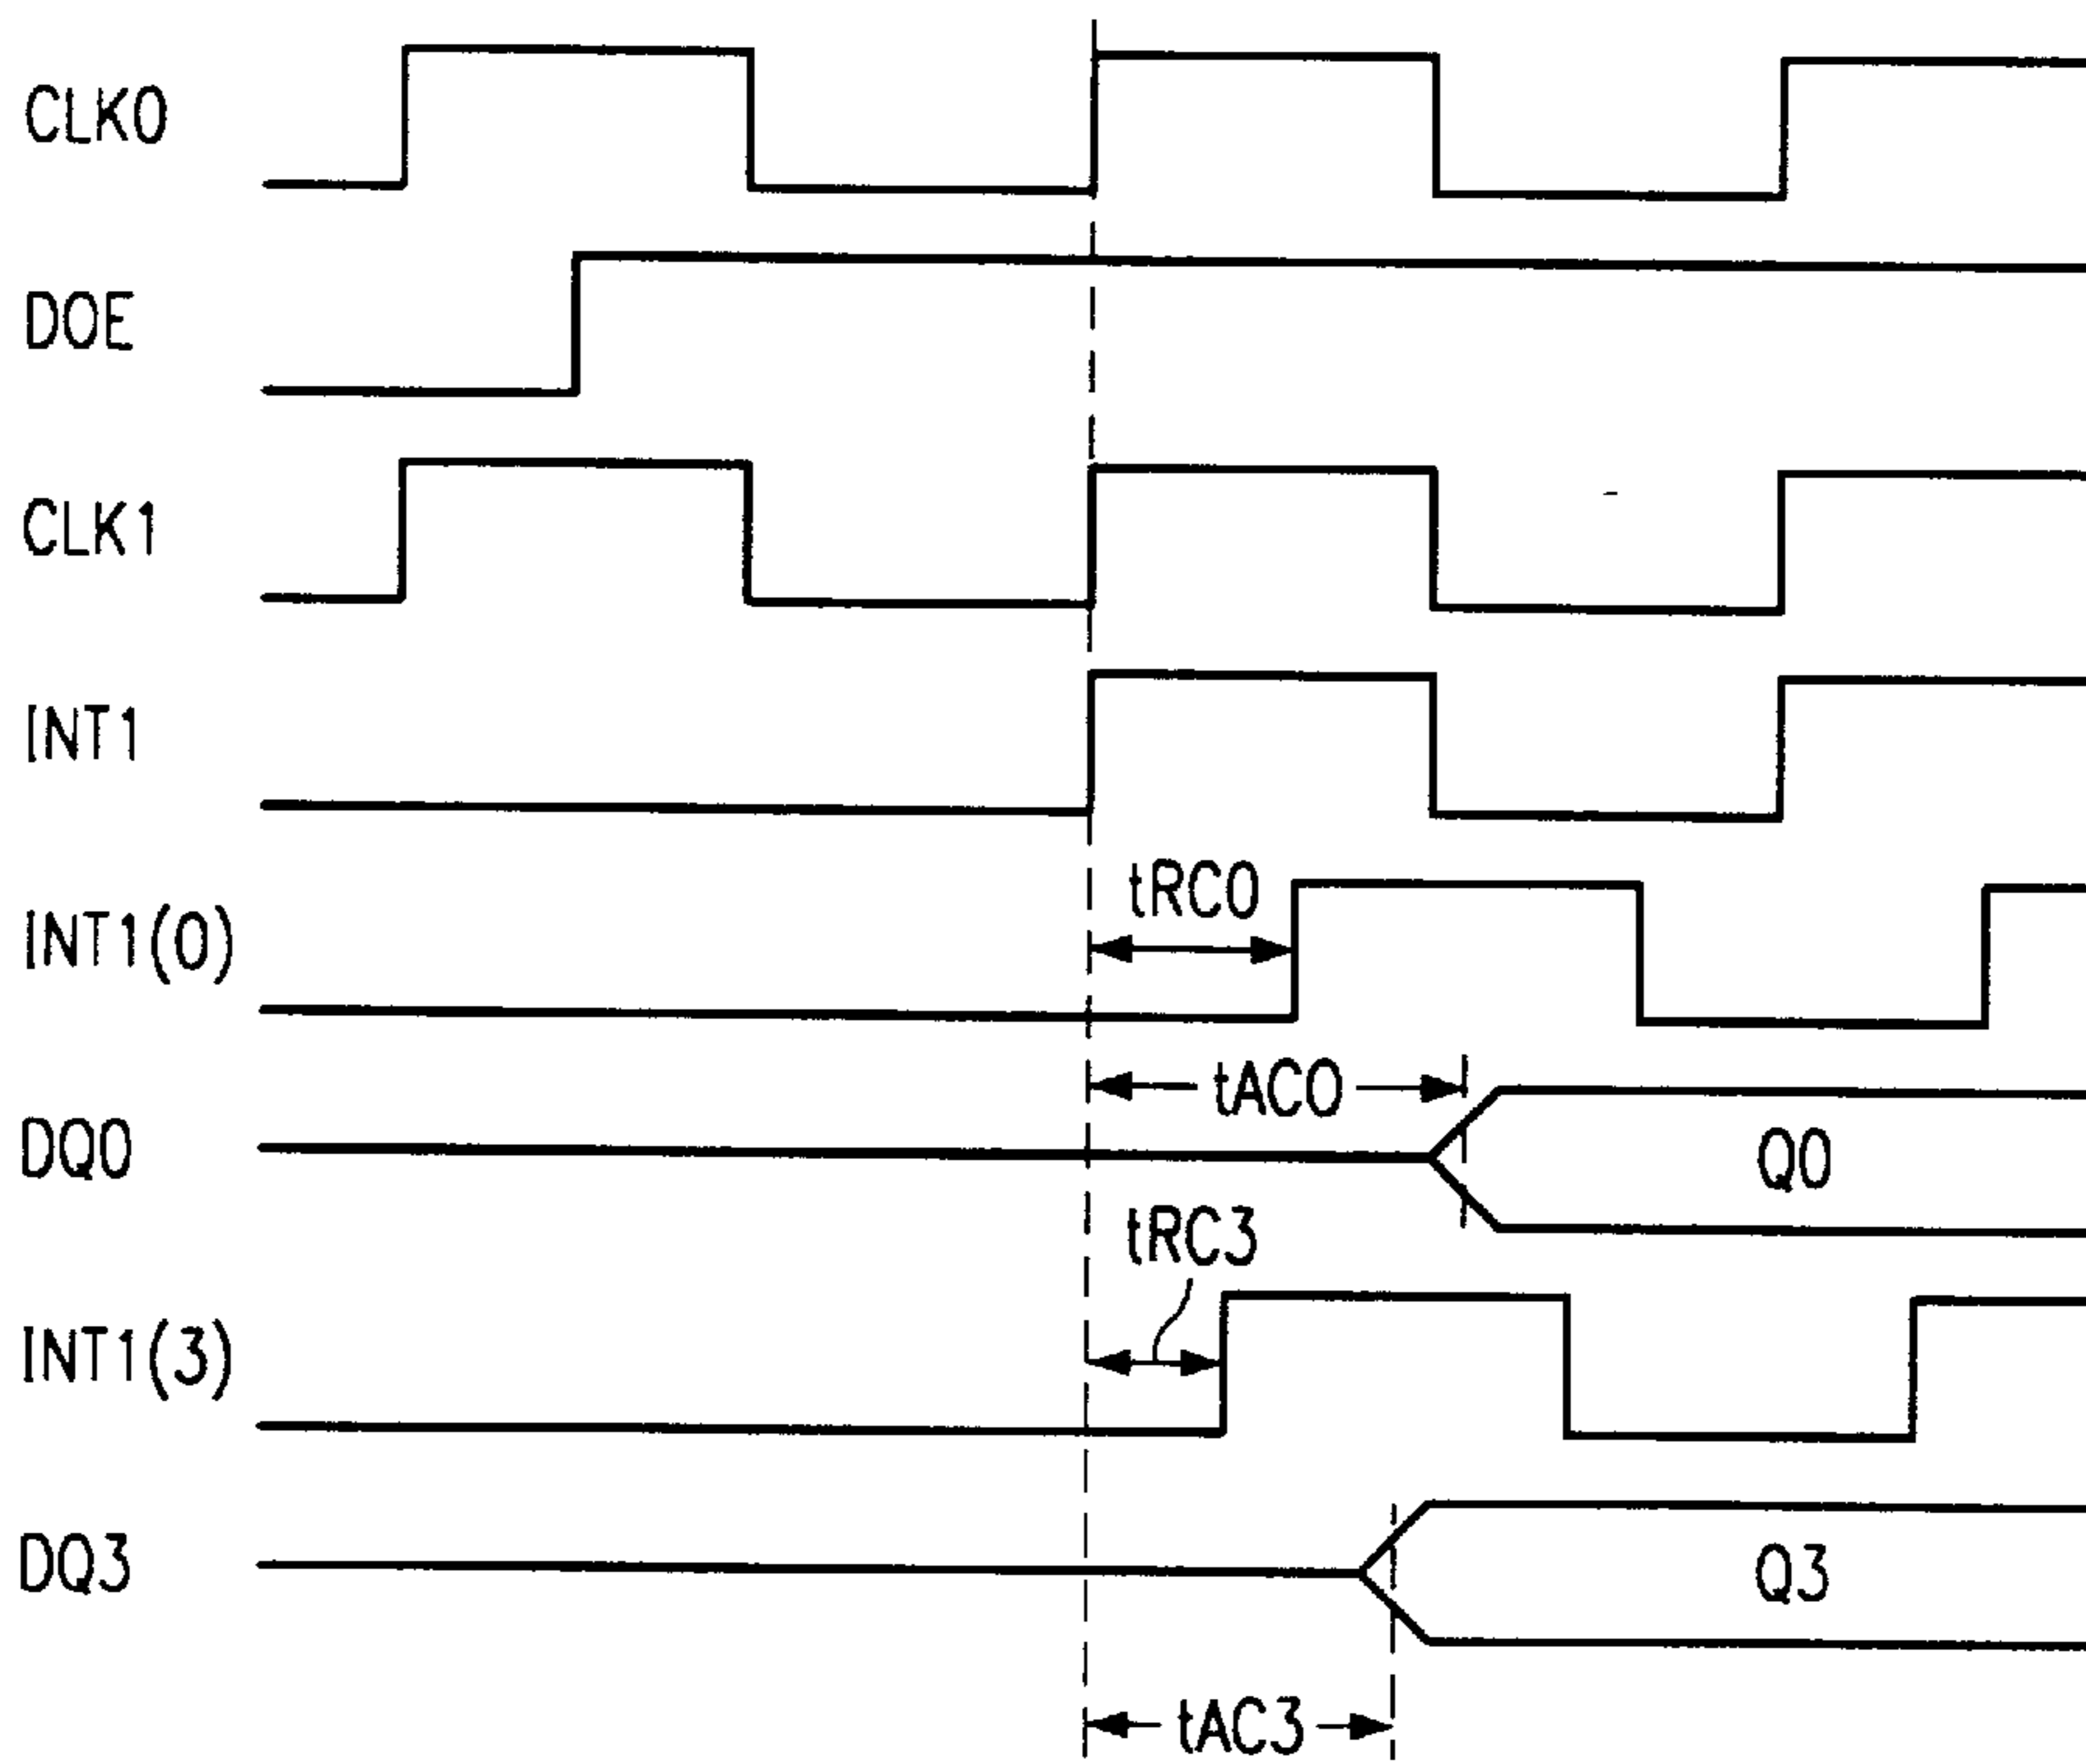 CLK0
DOE
CLK1
INT1
tRC0
INT1(0)
tAC0
DQ0
Q0
tRC3
INT1(3)
DQ3
Q3
tAC3